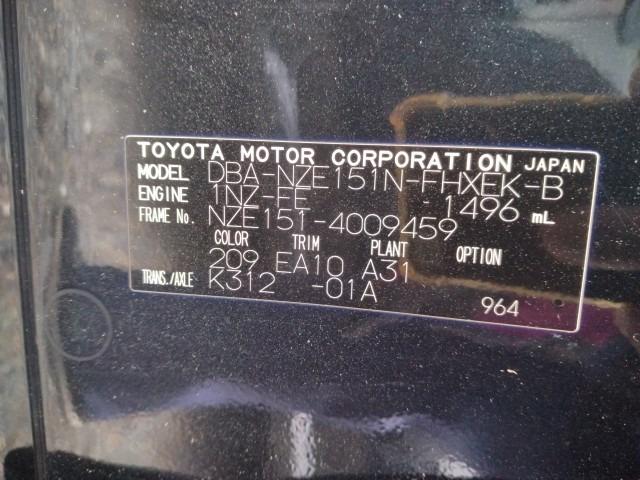 TOYOTA MOTOR CORPORATION JAPAN
MODEL DBA-NZE151N-FHXEK-B
ENGINE 1NZ-FE 1496 mL
FRAME No. NZE151-4009459
COLOR TRIM PLANT OPTION
209 EA10 A31
TRANS./AXLE K312 -01A
964